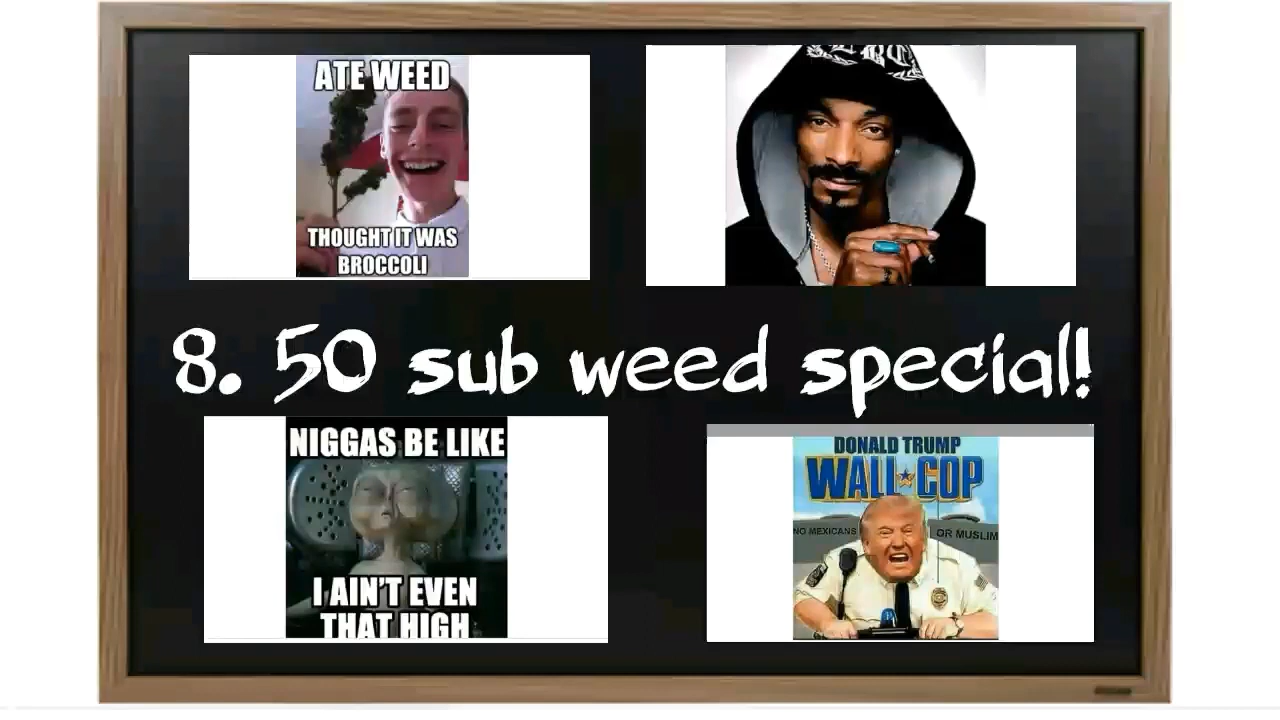 ATE WEED
THOUGHT IT WAS
BROCCOLI
8. 50 sub weed special!
NIGGAS BE LIKE
I AIN'T EVEN
THAT HIGH
DONALD TRUMP
WALL COP
NO MEXICANS
OR MUSLIM